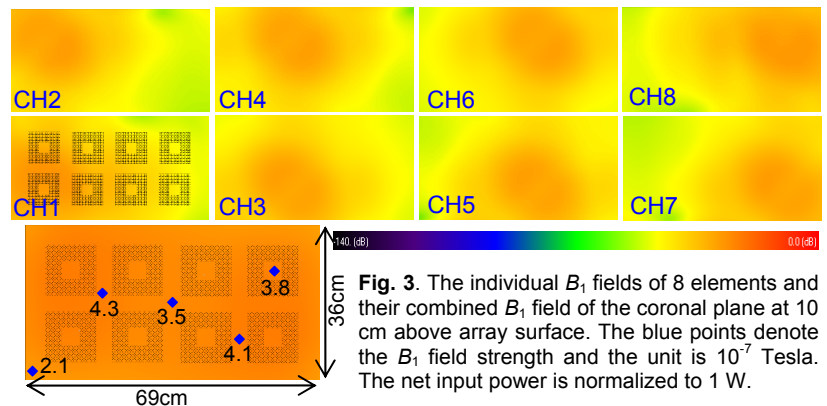 CH2 CH4 CH6 CH8
CH1 CH3 CH5 CH7
-140. (dB) 0.0 (dB)
4.3
3.5
3.8
4.1
2.1
36cm
69cm
Fig. 3. The individual B₁ fields of 8 elements and
their combined B₁ field of the coronal plane at 10
cm above array surface. The blue points denote
the B₁ field strength and the unit is 10⁻⁷ Tesla.
The net input power is normalized to 1 W.